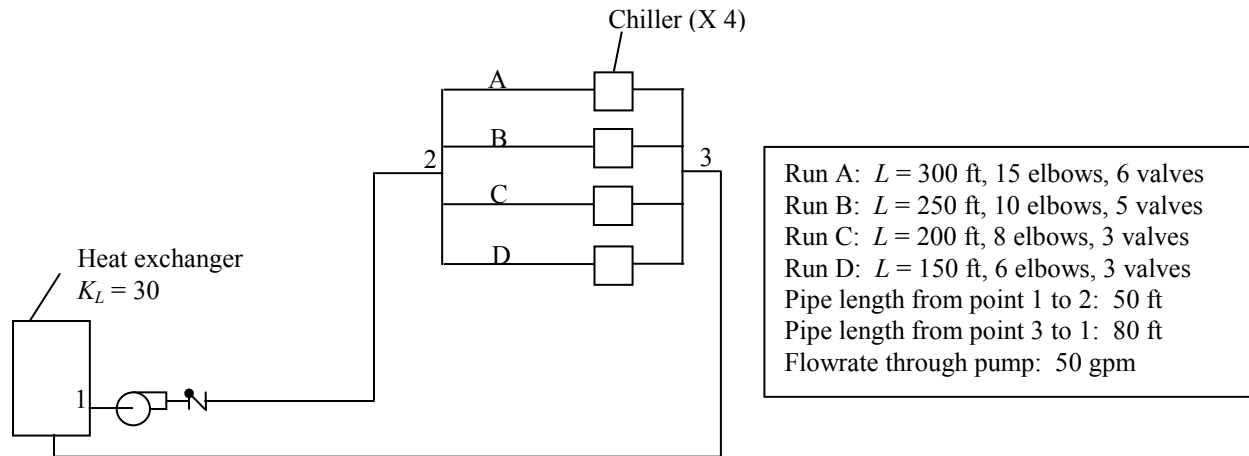 Chiller (X 4)
A
B
2
3
C
D
Heat exchanger
K_L = 30
1
Run A: L = 300 ft, 15 elbows, 6 valves
Run B: L = 250 ft, 10 elbows, 5 valves
Run C: L = 200 ft, 8 elbows, 3 valves
Run D: L = 150 ft, 6 elbows, 3 valves
Pipe length from point 1 to 2: 50 ft
Pipe length from point 3 to 1: 80 ft
Flowrate through pump: 50 gpm